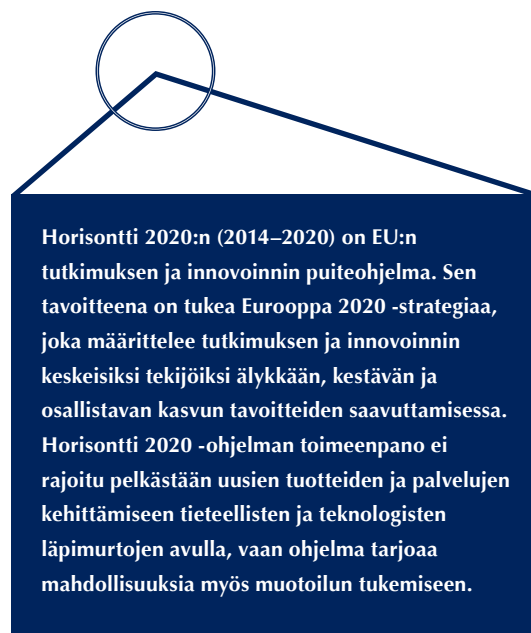 Horisontti 2020:n (2014–2020) on EU:n
tutkimuksen ja innovoinnin puiteohjelma. Sen
tavoitteena on tukea Eurooppa 2020 -strategiaa,
joka määrittelee tutkimuksen ja innovoinnin
keskeisiksi tekijöiksi älykkään, kestävän ja
osallistavan kasvun tavoitteiden saavuttamisessa.
Horisontti 2020 -ohjelman toimeenpano ei
rajoitu pelkästään uusien tuotteiden ja palvelujen
kehittämiseen tieteellisten ja teknologisten
läpimurtojen avulla, vaan ohjelma tarjoaa
mahdollisuuksia myös muotoilun tukemiseen.